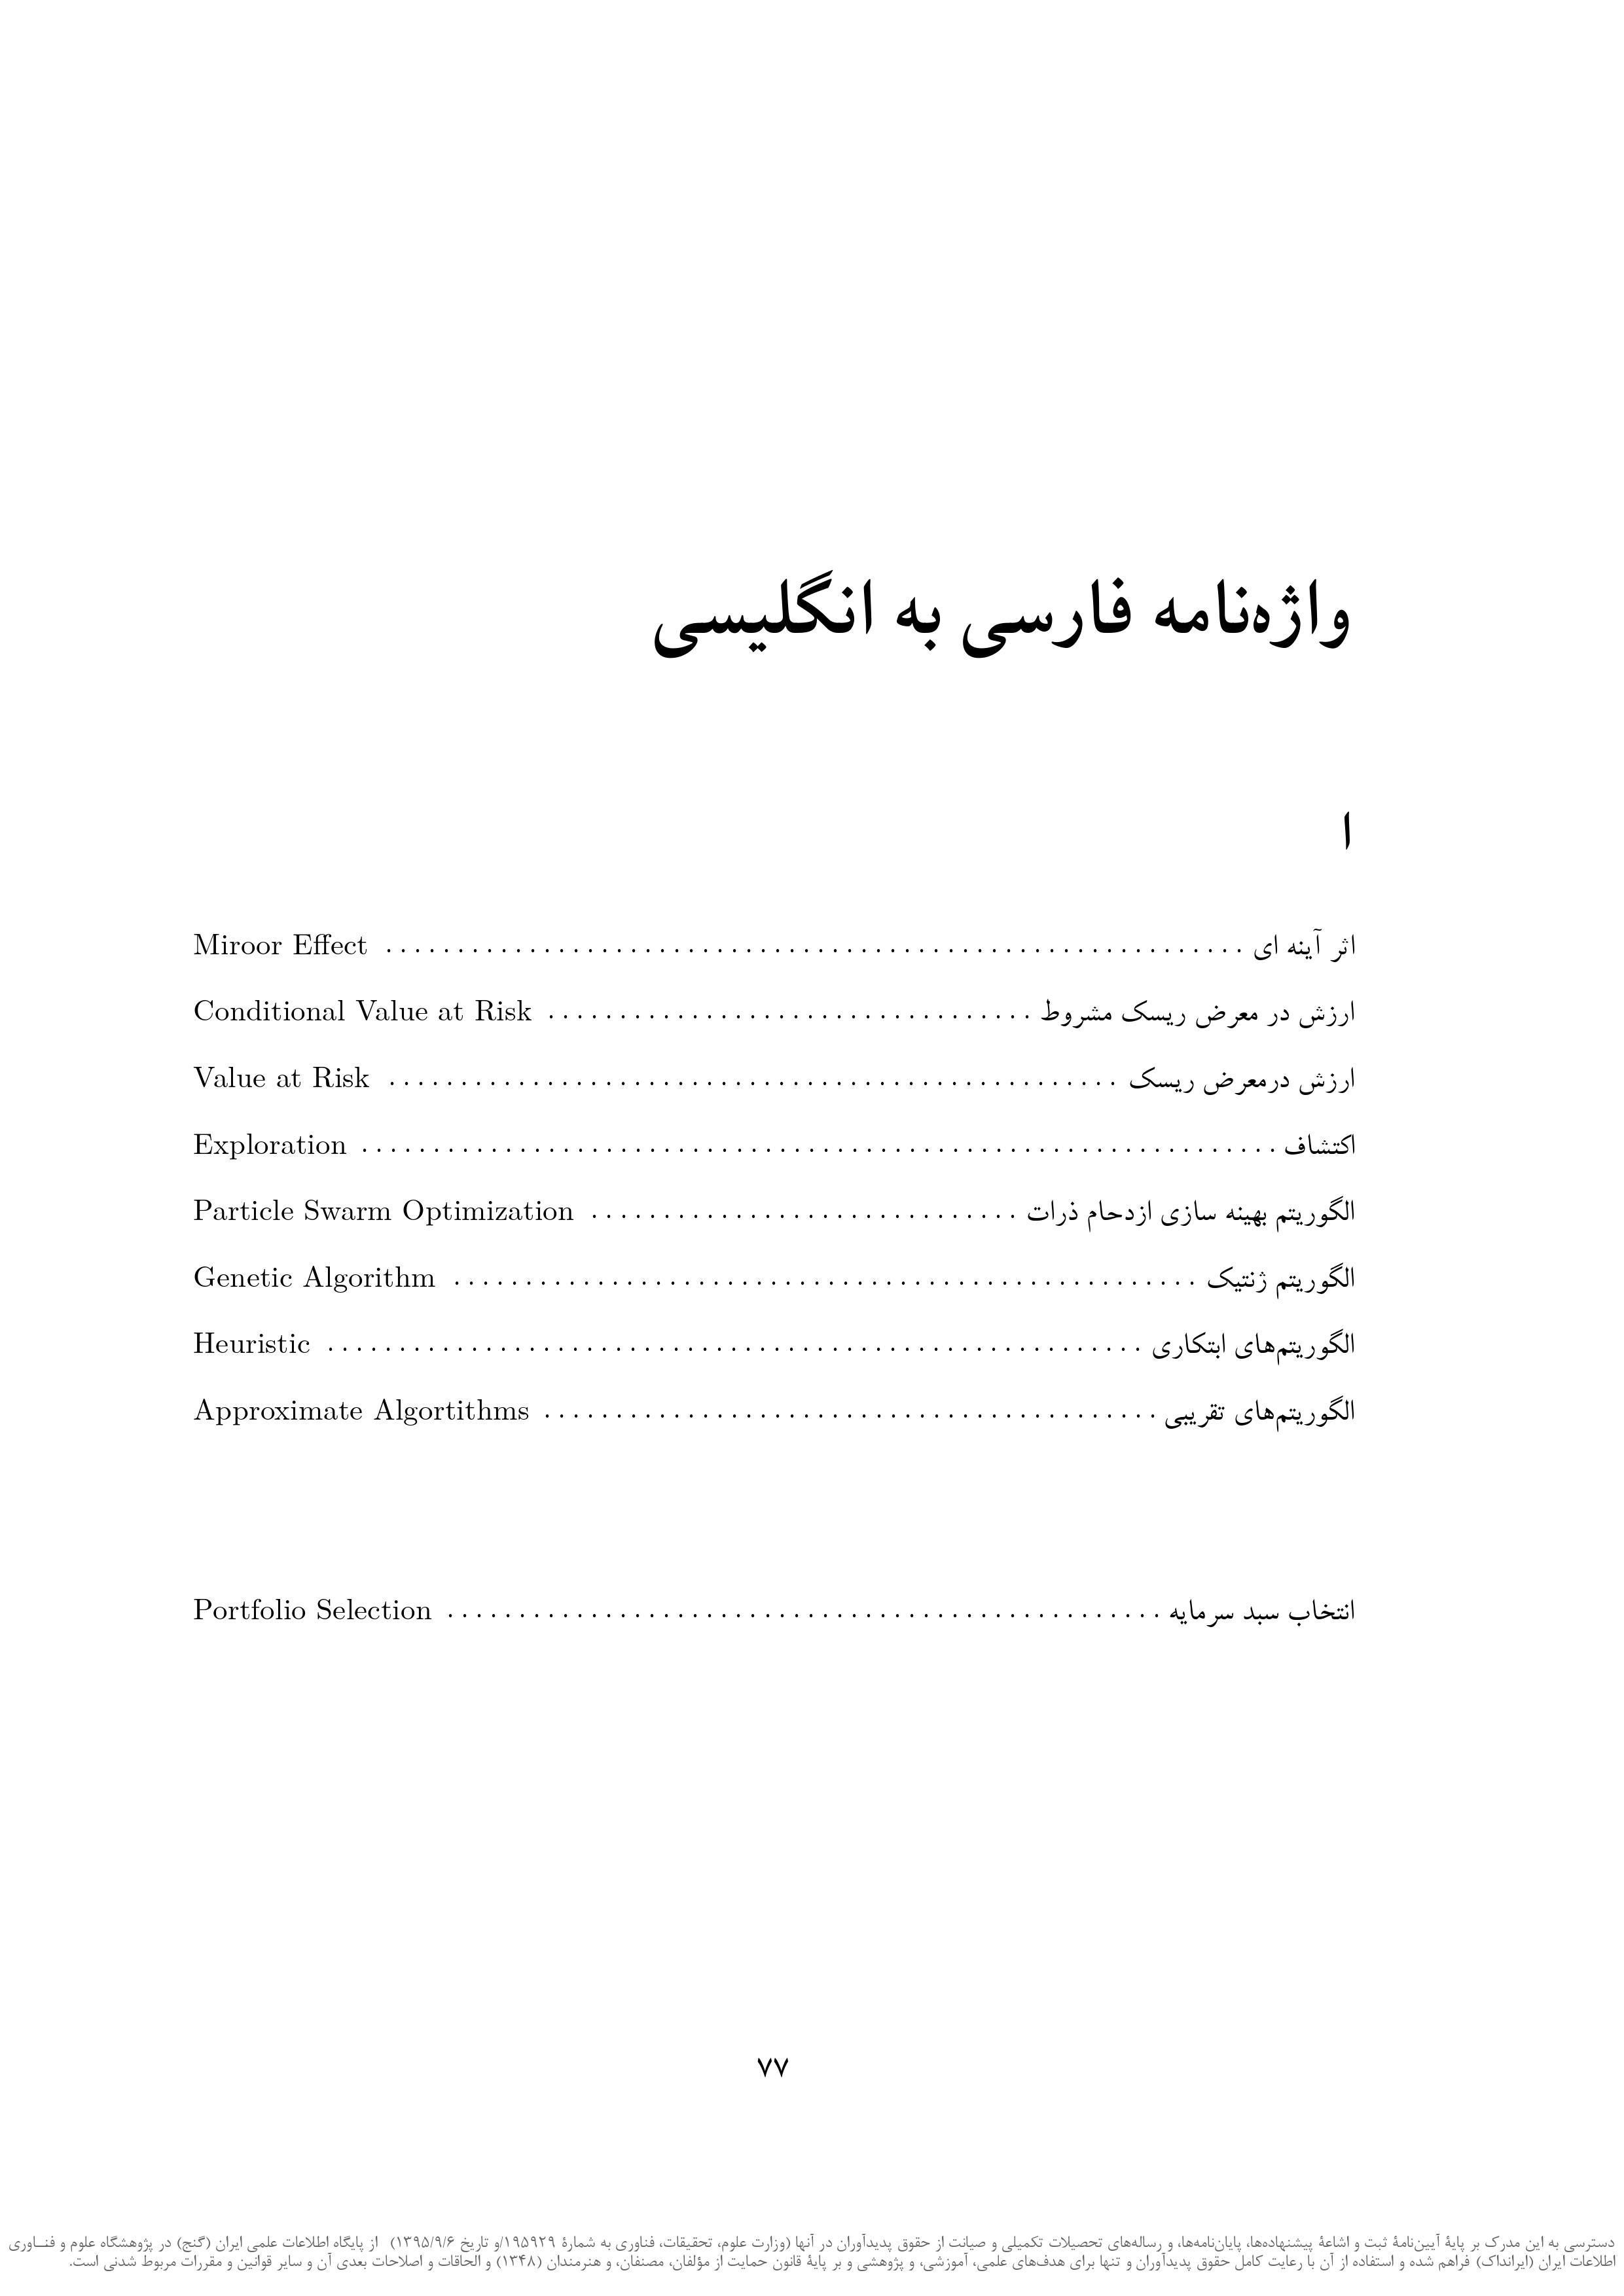 واژه‌نامه فارسی به انگلیسی
ا
اثر آینه ای . . . . . . . . . . . . . . . . . . . . . . . . . . . . . . Miroor Effect
ارزش در معرض ریسک مشروط . . . . . . . . . . . . . . . . . . . . Conditional Value at Risk
ارزش درمعرض ریسک . . . . . . . . . . . . . . . . . . . . . . . . . Value at Risk
اکتشاف . . . . . . . . . . . . . . . . . . . . . . . . . . . . . . Exploration
الگوریتم بهینه سازی ازدحام ذرات . . . . . . . . . . . . . . . . . . Particle Swarm Optimization
الگوریتم ژنتیک . . . . . . . . . . . . . . . . . . . . . . . . . . Genetic Algorithm
الگوریتم‌های ابتکاری . . . . . . . . . . . . . . . . . . . . . . . . Heuristic
الگوریتم‌های تقریبی . . . . . . . . . . . . . . . . . . . . . . . . Approximate Algortithms
انتخاب سبد سرمایه . . . . . . . . . . . . . . . . . . . . . . . . . Portfolio Selection
۷۷
دسترسی به این مدرک بر پایهٔ آیین‌نامهٔ ثبت و اشاعهٔ پیشنهاده‌ها، پایان‌نامه‌ها، و رساله‌های تحصیلات تکمیلی و صیانت از حقوق پدیدآوران در آنها (وزارت علوم، تحقیقات، فناوری به شمارهٔ ۱۹۵۹۲۹/و تاریخ ۱۳۹۵/۹/۶) از پایگاه اطلاعات علمی ایران (گنج) در پژوهشگاه علوم و فنــاوری
اطلاعات ایران (ایرانداک) فراهم شده و استفاده از آن با رعایت کامل حقوق پدیدآوران و تنها برای هدف‌های علمی، آموزشی، و پژوهشی و بر پایهٔ قانون حمایت از مؤلفان، مصنفان، و هنرمندان (۱۳۴۸) و الحاقات و اصلاحات بعدی آن و سایر قوانین و مقررات مربوط شدنی است.